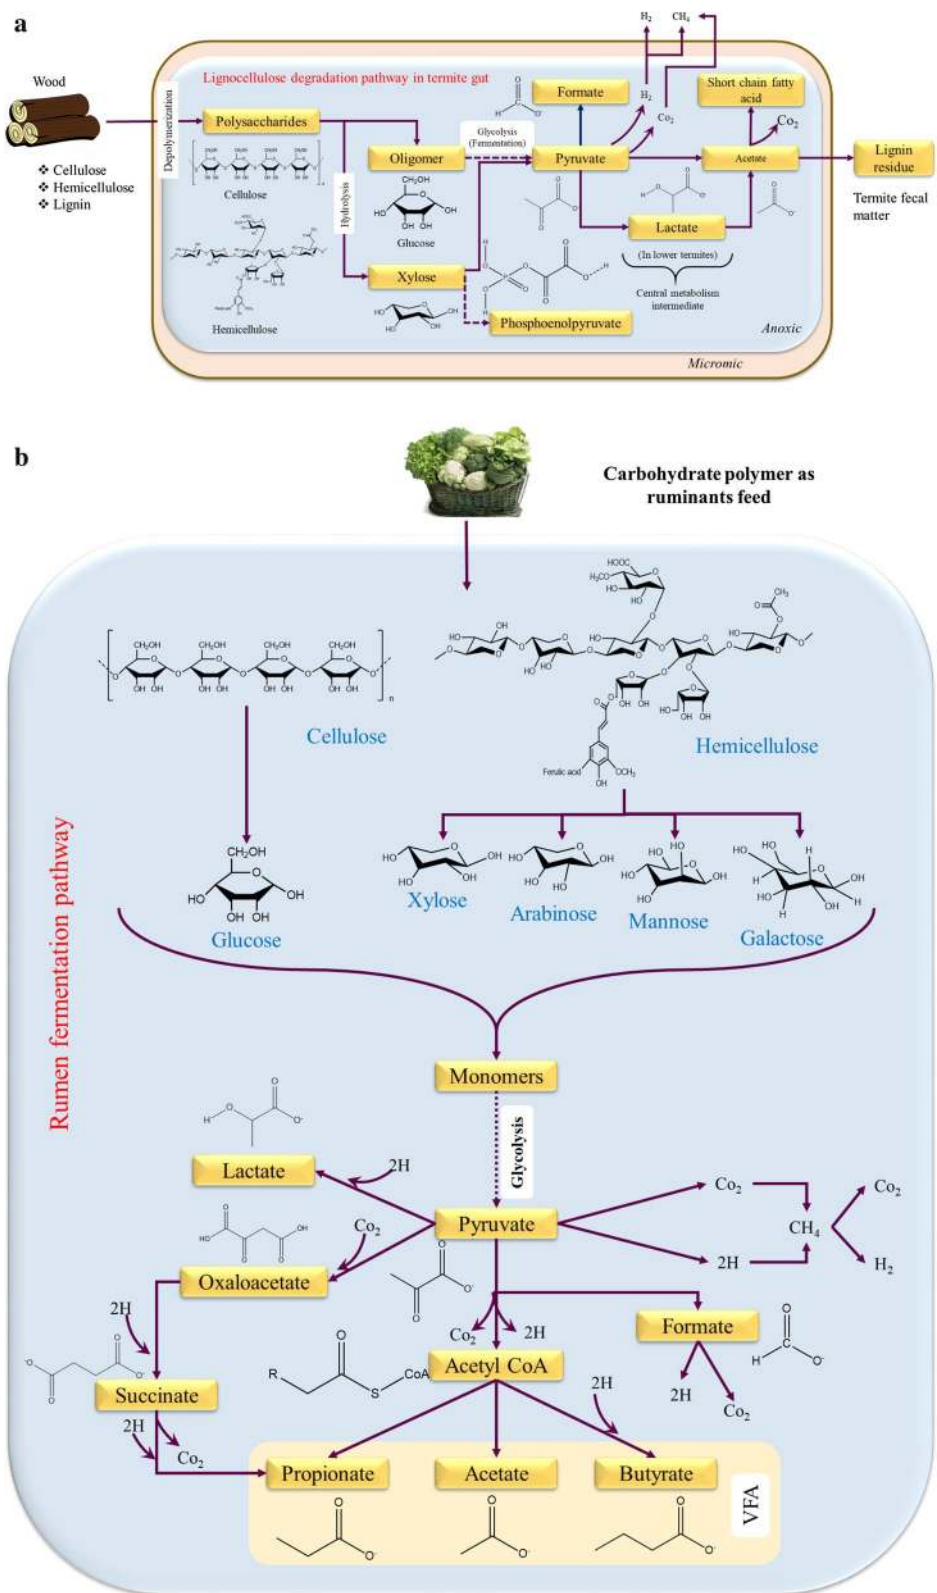 a
Wood
❖ Cellulose
❖ Hemicellulose
❖ Lignin
Lignocellulose degradation pathway in termite gut
Depolymerization
Polysaccharides
Cellulose
Hemicellulose
Hydrolysis
Oligomer
Glucose
Xylose
Glycolysis
(Fermentation)
Formate
Pyruvate
Phosphoenolpyruvate
H₂
CH₄
H₂
Co₂
Short chain fatty
acid
Co₂
Acetate
Lactate
(In lower termites)
Central metabolism
intermediate
Anoxic
Micromic
Lignin
residue
Termite fecal
matter
b
Carbohydrate polymer as
ruminants feed
Rumen fermentation pathway
Cellulose
Hemicellulose
Ferulic acid
Glucose
Xylose
Arabinose
Mannose
Galactose
Monomers
Glycolysis
Lactate
2H
Pyruvate
Co₂
Co₂
CH₄
Co₂
2H
H₂
Oxaloacetate
2H
Co₂
2H
Formate
2H
Co₂
Acetyl CoA
R
S
CoA
Succinate
2H
Co₂
2H
Propionate
Acetate
Butyrate
VFA